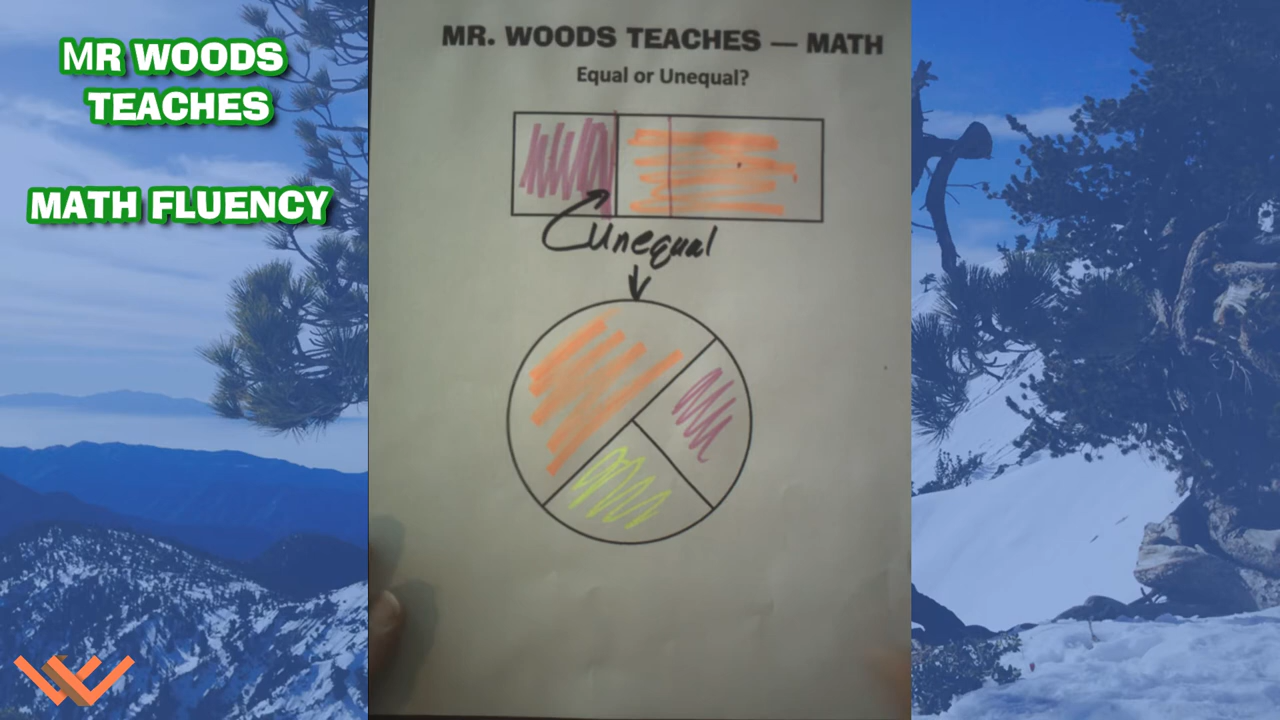 MR WOODS
TEACHES
MATH FLUENCY
MR. WOODS TEACHES — MATH
Equal or Unequal?
Unequal